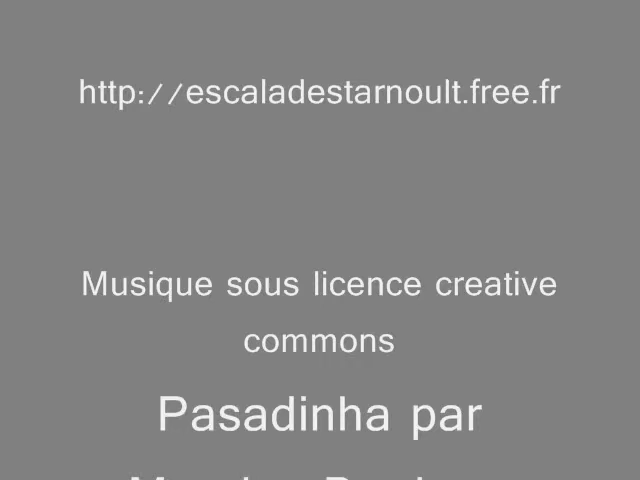 http://escaladestarnoult.free.fr
Musique sous licence creative
commons
Pasadinha par